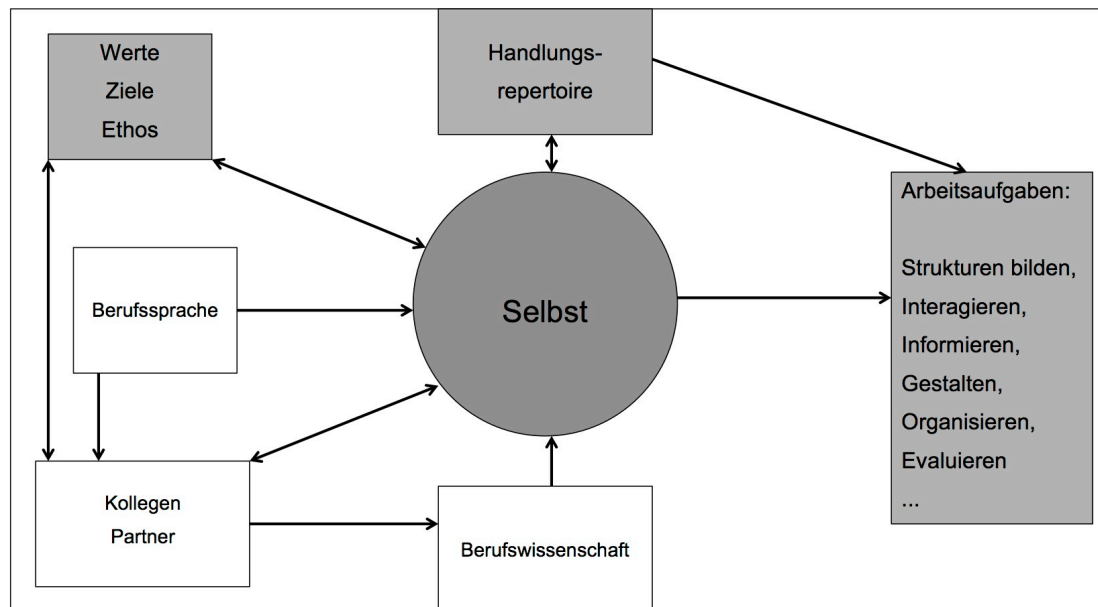 Werte
Ziele
Ethos
Handlungs-
repertoire
Arbeitsaufgaben:
Strukturen bilden,
Interagieren,
Informieren,
Gestalten,
Organisieren,
Evaluieren
...
Berufssprache
Selbst
Kollegen
Partner
Berufswissenschaft